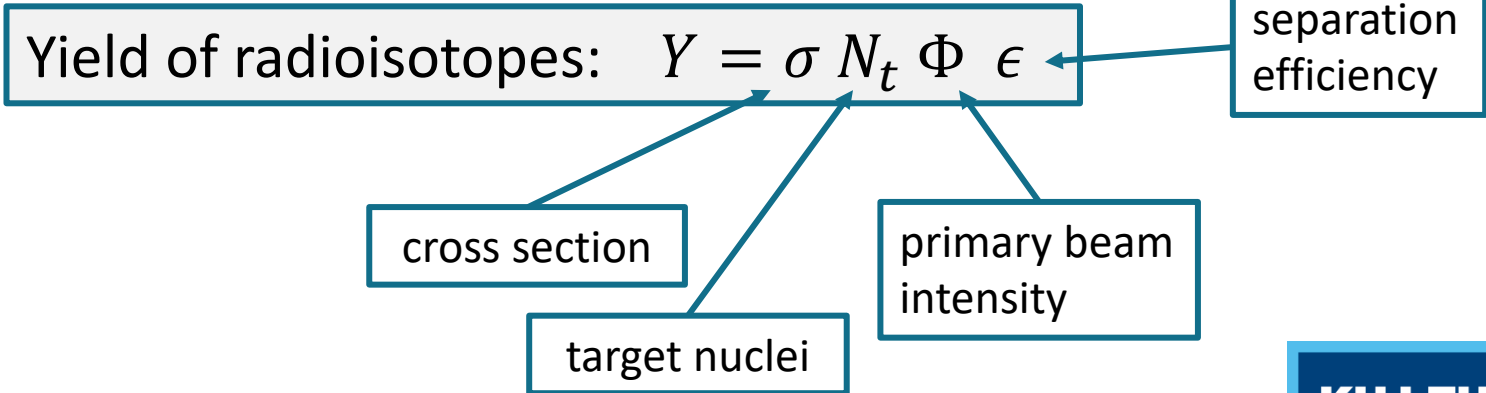 separation
efficiency
Yield of radioisotopes: Y = σ N_t Φ ϵ
cross section
primary beam
intensity
target nuclei